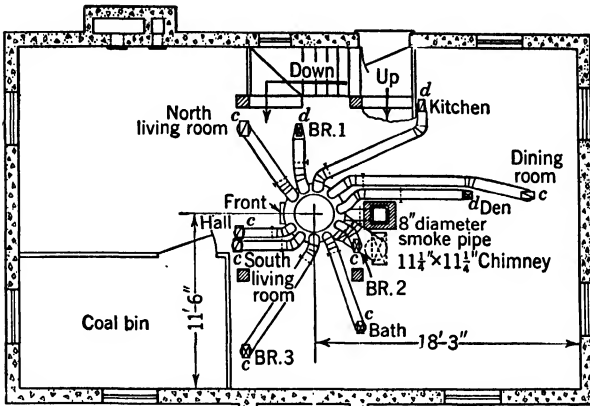 Down
Up
d
Kitchen
North
living room
c
d
BR.1
Dining
room
c
d Den
Front
8" diameter
smoke pipe
11¼"×11¼" Chimney
Hall
c
c
South
living
room
c
BR.2
11'-6"
Coal bin
c
Bath
18'-3"
c
BR.3